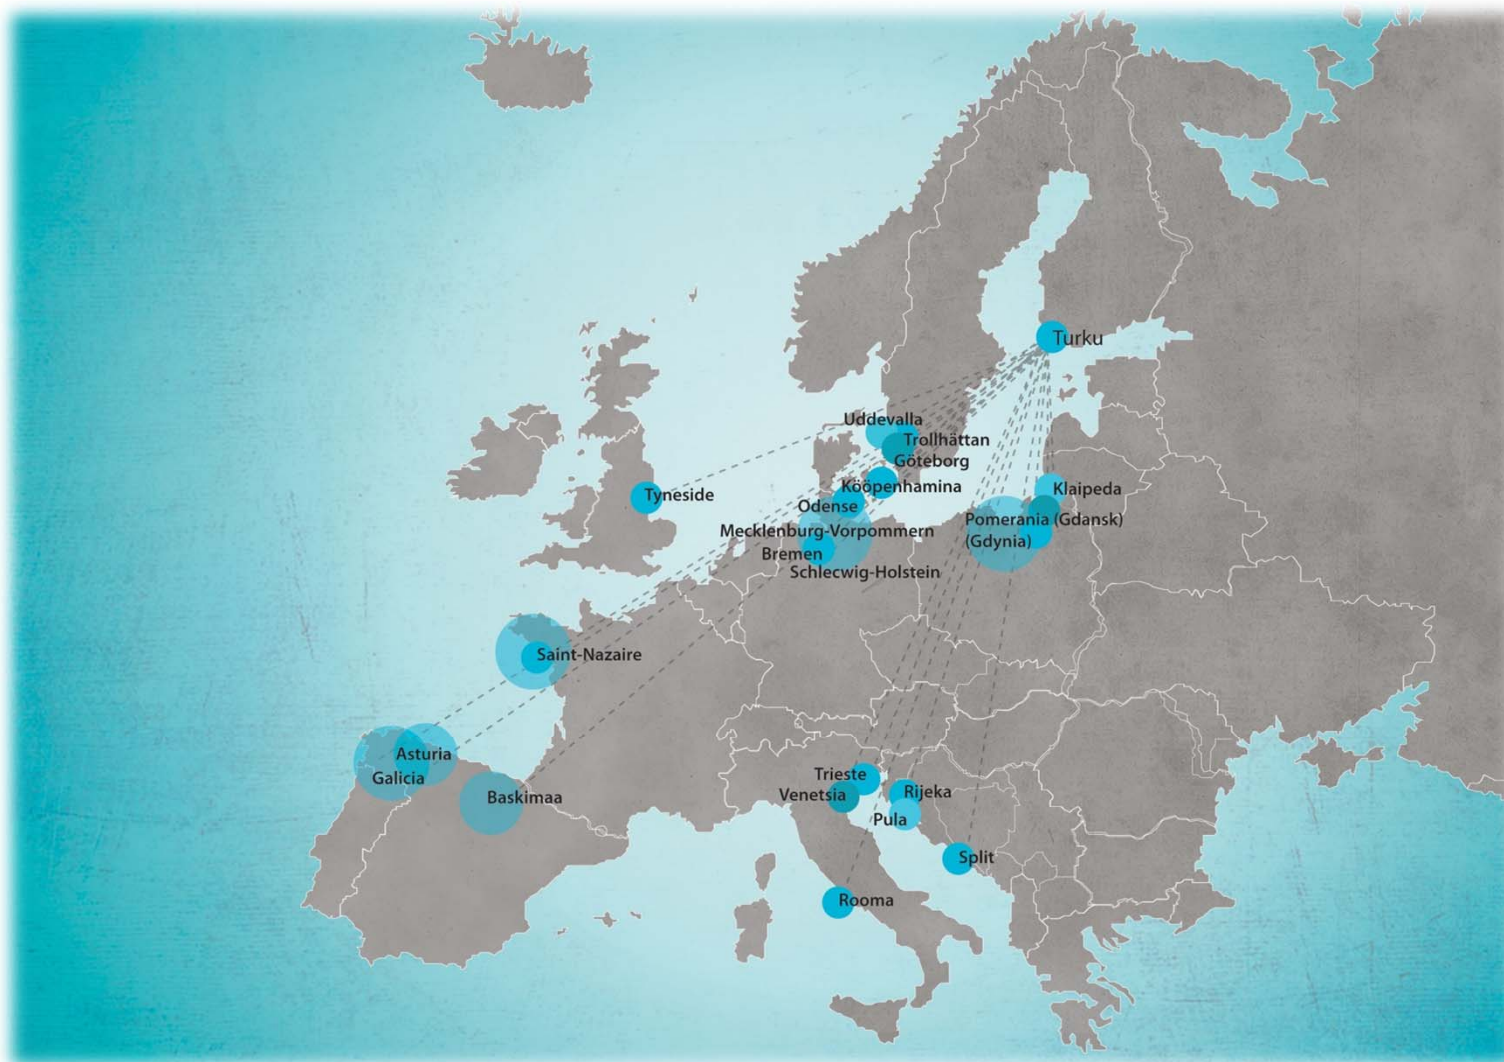 Turku
Uddevalla
Trollhättan
Göteborg
Kööpenhamina
Klaipeda
Tyneside
Odense
Pomerania (Gdansk)
Mecklenburg-Vorpommern
(Gdynia)
Bremen
Schlecwig-Holstein
Saint-Nazaire
Asturia
Galicia
Baskimaa
Trieste
Venetsia
Rijeka
Pula
Split
Rooma